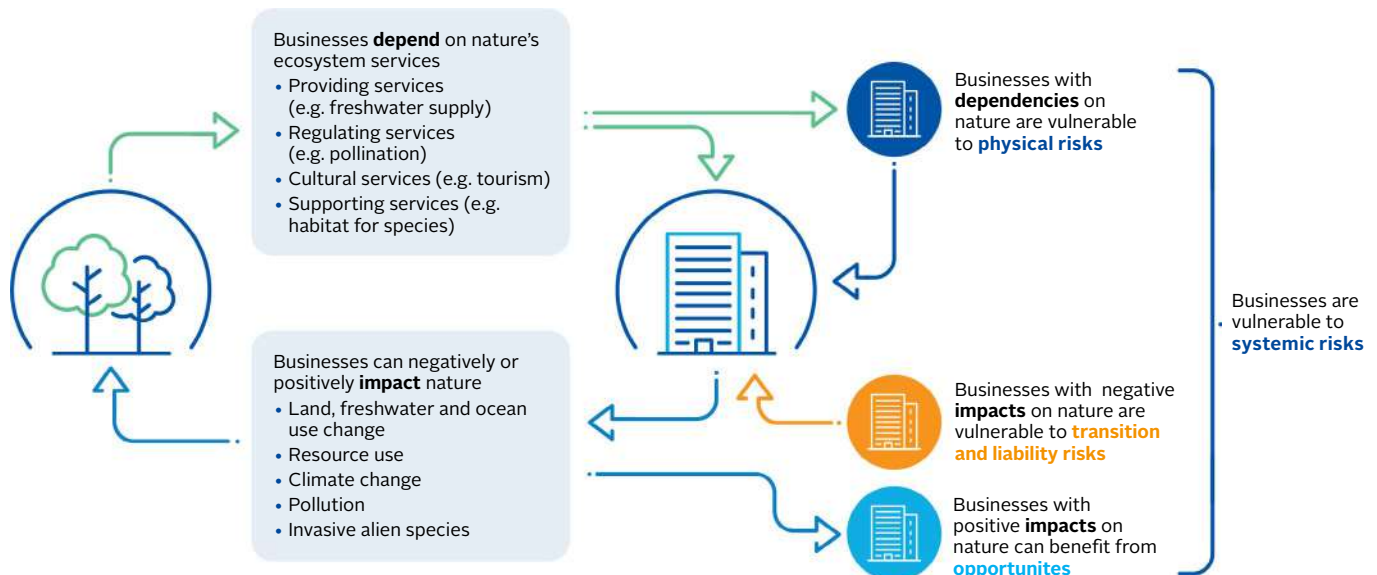 Businesses depend on nature's
ecosystem services
• Providing services
(e.g. freshwater supply)
• Regulating services
(e.g. pollination)
• Cultural services (e.g. tourism)
• Supporting services (e.g.
habitat for species)
Businesses with
dependencies on
nature are vulnerable
to physical risks
Businesses are
vulnerable to
systemic risks
Businesses can negatively or
positively impact nature
• Land, freshwater and ocean
use change
• Resource use
• Climate change
• Pollution
• Invasive alien species
Businesses with negative
impacts on nature are
vulnerable to transition
and liability risks
Businesses with
positive impacts on
nature can benefit from
opportunites